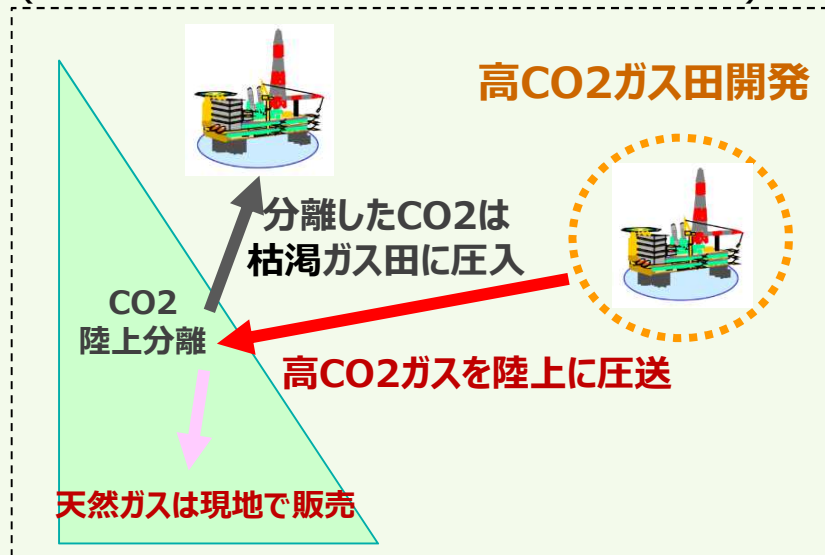 高CO2ガス田開発
分離したCO2は
枯渇ガス田に圧入
CO2
陸上分離
高CO2ガスを陸上に圧送
天然ガスは現地で販売